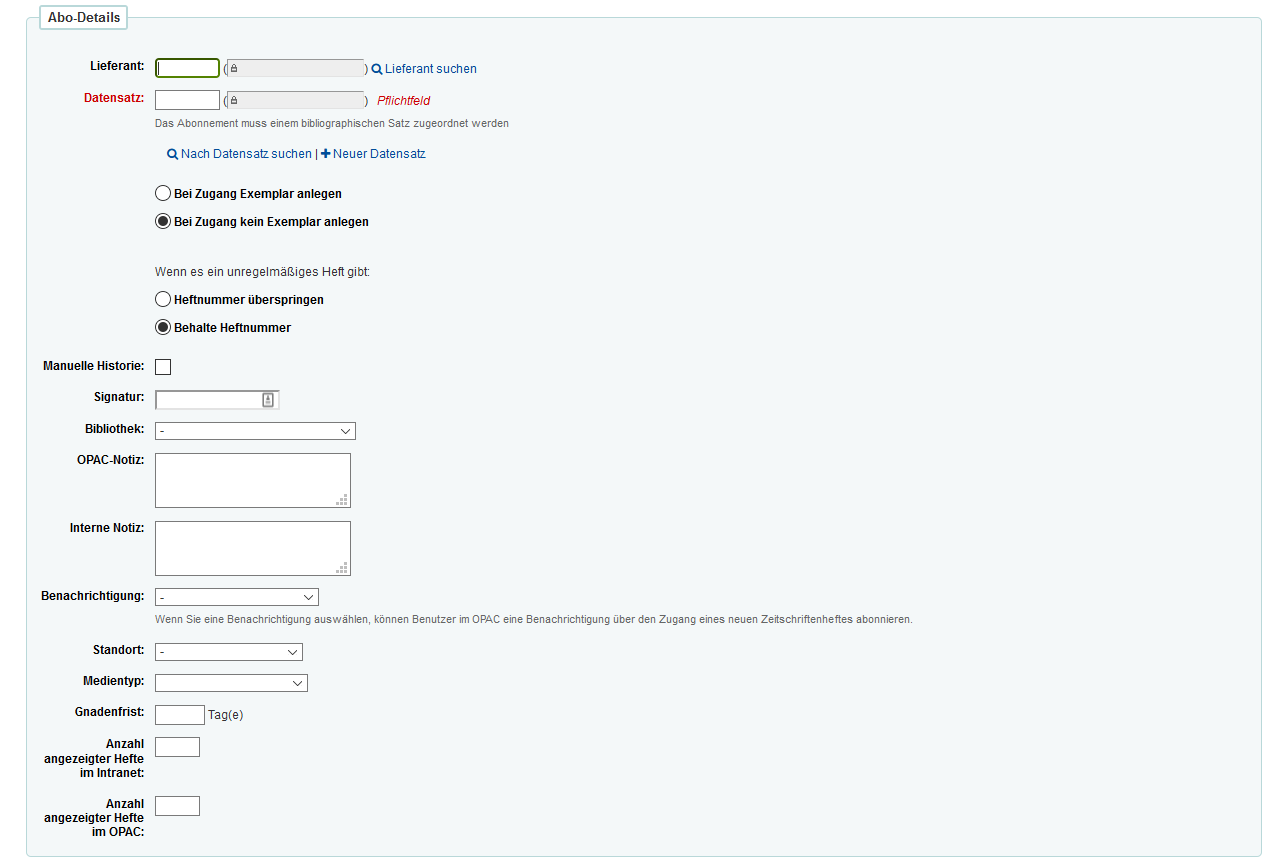 Abo-Details
Lieferant: ( ) Lieferant suchen
Datensatz: ( ) Pflichtfeld
Das Abonnement muss einem bibliographischen Satz zugeordnet werden
Nach Datensatz suchen | Neuer Datensatz
Bei Zugang Exemplar anlegen
Bei Zugang kein Exemplar anlegen
Wenn es ein unregelmäßiges Heft gibt:
Heftnummer überspringen
Behalte Heftnummer
Manuelle Historie:
Signatur:
Bibliothek: -
OPAC-Notiz:
Interne Notiz:
Benachrichtigung: -
Wenn Sie eine Benachrichtigung auswählen, können Benutzer im OPAC eine Benachrichtigung über den Zugang eines neuen Zeitschriftenheftes abonnieren.
Standort: -
Medientyp:
Gnadenfrist: Tag(e)
Anzahl
angezeigter Hefte
im Intranet:
Anzahl
angezeigter Hefte
im OPAC: